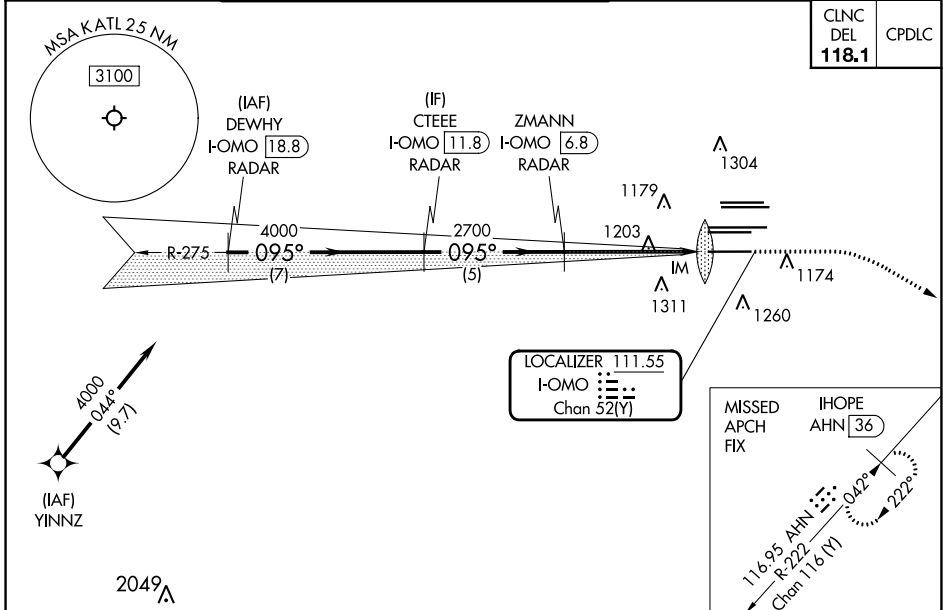 MSA KATL 25 NM
3100
CLNC
DEL
118.1
CPDLC
(IAF)
DEWHY
I-OMO 18.8
RADAR
(IF)
CTEEE
I-OMO 11.8
RADAR
ZMANN
I-OMO 6.8
RADAR
1304
1179
1203
R-275
4000
095°
(7)
2700
095°
(5)
IM
1174
1311
1260
LOCALIZER 111.55
I-OMO
Chan 52(Y)
4000
044°
(9.7)
(IAF)
YINNZ
2049
MISSED
APCH
FIX
IHOPE
AHN 36
042°
222°
116.95 AHN
R-222
Chan 116 (Y)